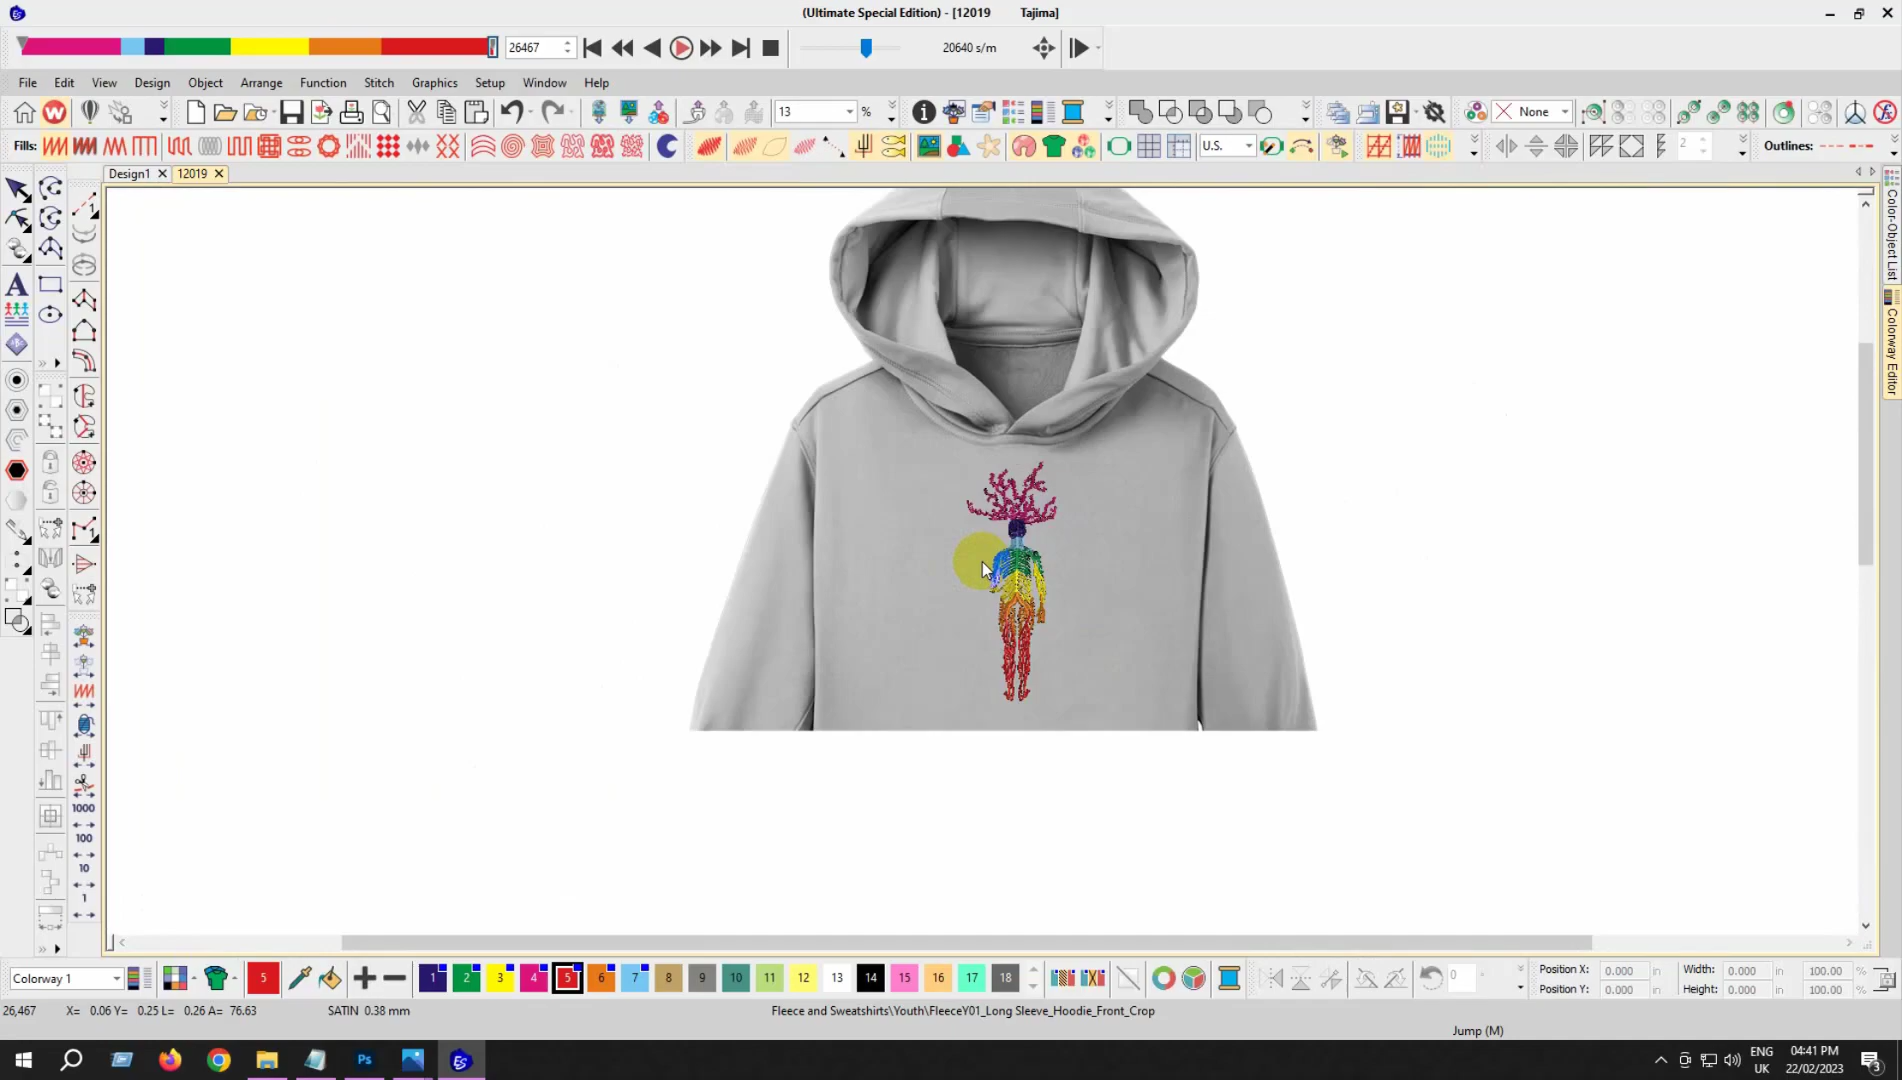 (Ultimate Special Edition) - [12019 Tajima]
26467 20640 s/m
File Edit View Design Object Arrange Function Stitch Graphics Setup Window Help
13 % None
Fills: U.S. 2 Outlines:
Design1 12019
Color-Object List
Colorway Editor
1000
100
10
1
Colorway 1 5 1 2 3 4 5 6 7 8 9 10 11 12 13 14 15 16 17 18 0
Position X: 0.000 in Width: 0.000 in 100.00 %
Position Y: 0.000 in Height: 0.000 in 100.00 %
26,467 X= 0.06 Y= 0.25 L= 0.26 A= 76.63 SATIN 0.38 mm Fleece and Sweatshirts\Youth\FleeceY01_Long Sleeve_Hoodie_Front_Crop
Jump (M)
ENG 04:41 PM
UK 22/02/2023 3